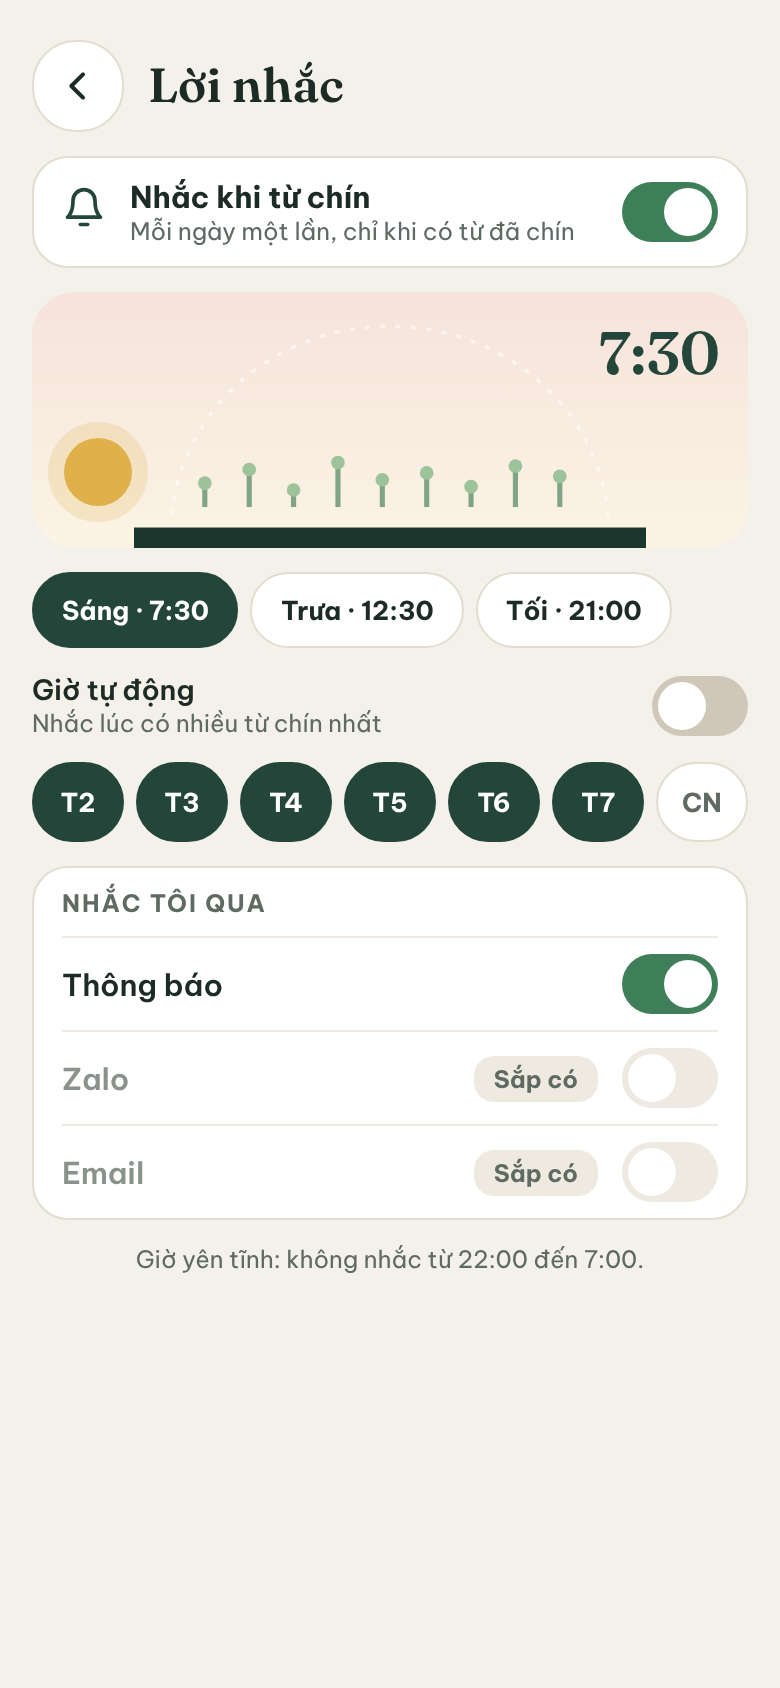 Lời nhắc
Nhắc khi từ chín
Mỗi ngày một lần, chỉ khi có từ đã chín
7:30
Sáng · 7:30
Trưa · 12:30
Tối · 21:00
Giờ tự động
Nhắc lúc có nhiều từ chín nhất
T2
T3
T4
T5
T6
T7
CN
NHẮC TÔI QUA
Thông báo
Zalo
Sắp có
Email
Sắp có
Giờ yên tĩnh: không nhắc từ 22:00 đến 7:00.